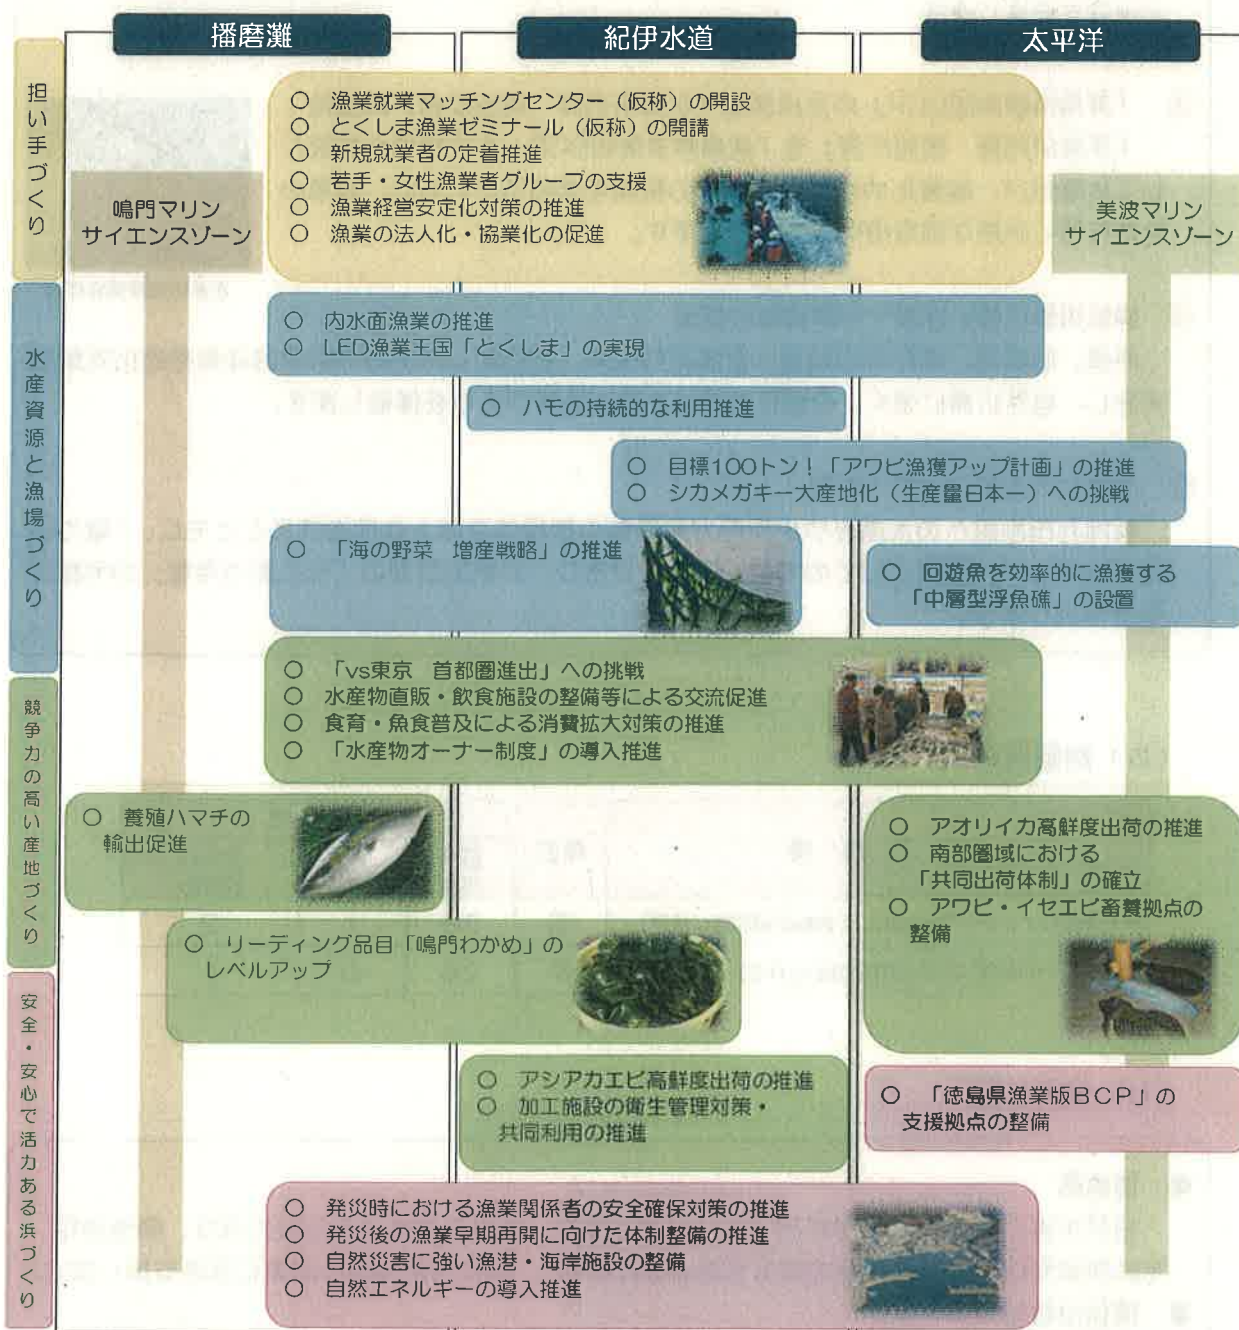 播磨灘
紀伊水道
太平洋
担い手づくり
○ 漁業就業マッチングセンター（仮称）の開設
○ とくしま漁業ゼミナール（仮称）の開講
○ 新規就業者の定着推進
○ 若手・女性漁業者グループの支援
○ 漁業経営安定化対策の推進
○ 漁業の法人化・協業化の促進
鳴門マリン
サイエンスゾーン
美波マリン
サイエンスゾーン
水産資源と漁場づくり
○ 内水面漁業の推進
○ LED漁業王国「とくしま」の実現
○ ハモの持続的な利用推進
○ 目標100トン！「アワビ漁獲アップ計画」の推進
○ シカメガキー大産地化（生産量日本一）への挑戦
○ 「海の野菜 増産戦略」の推進
○ 回遊魚を効率的に漁獲する
「中層型浮魚礁」の設置
競争力の高い産地づくり
○ 「vs東京 首都圏進出」への挑戦
○ 水産物直販・飲食施設の整備等による交流促進
○ 食育・魚食普及による消費拡大対策の推進
○ 「水産物オーナー制度」の導入推進
○ 養殖ハマチの
輸出促進
○ アオリイカ高鮮度出荷の推進
○ 南部圏域における
「共同出荷体制」の確立
○ アワビ・イセエビ畜養拠点の
整備
○ リーディング品目「鳴門わかめ」の
レベルアップ
○ アシアカエビ高鮮度出荷の推進
○ 加工施設の衛生管理対策・
共同利用の推進
安全・安心で活力ある浜づくり
○ 「徳島県漁業版BCP」の
支援拠点の整備
○ 発災時における漁業関係者の安全確保対策の推進
○ 発災後の漁業早期再開に向けた体制整備の推進
○ 自然災害に強い漁港・海岸施設の整備
○ 自然エネルギーの導入推進